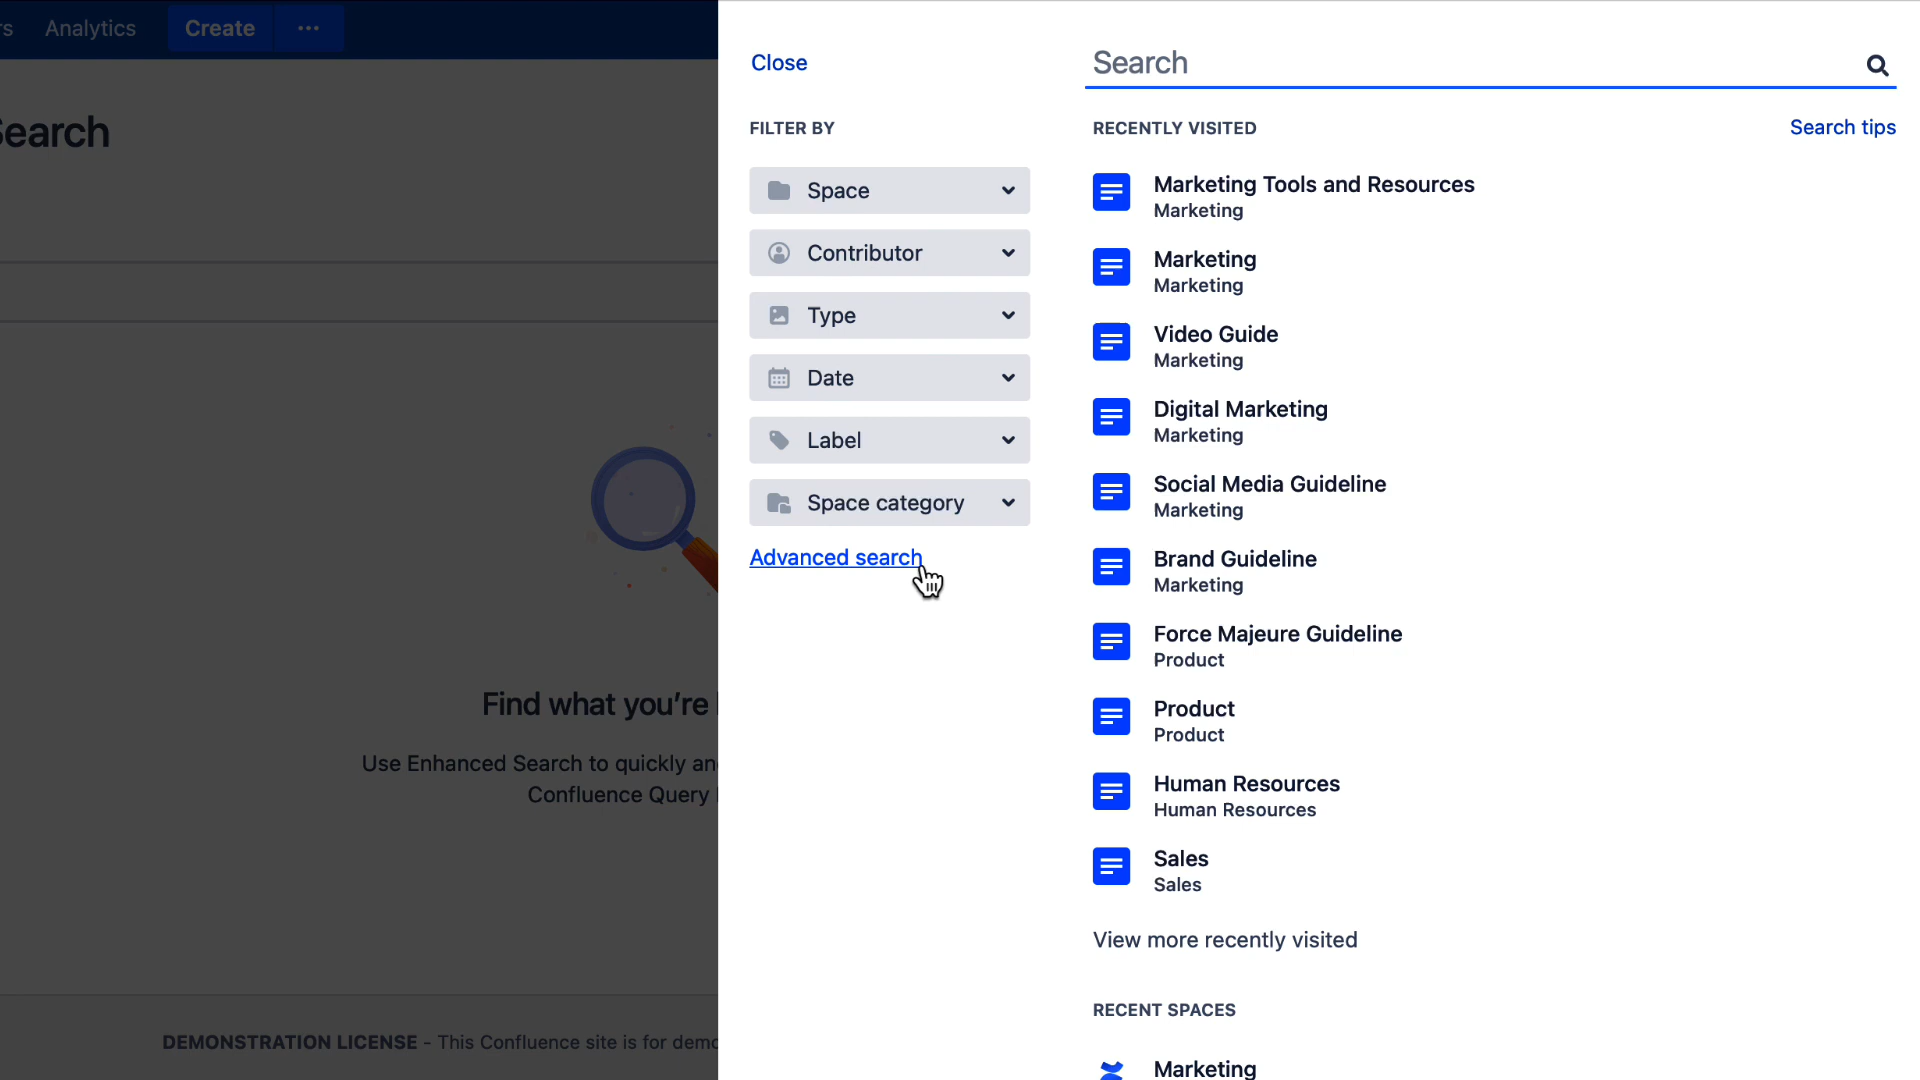 Analytics
Create
Search
Find what you're
Use Enhanced Search to quickly
Confluence Query
DEMONSTRATION LICENSE - This Confluence site is for
Close
FILTER BY
Space
Contributor
Type
Date
Label
Space category
Advanced search
Search
RECENTLY VISITED
Search tips
Marketing Tools and Resources
Marketing
Marketing
Marketing
Video Guide
Marketing
Digital Marketing
Marketing
Social Media Guideline
Marketing
Brand Guideline
Marketing
Force Majeure Guideline
Product
Product
Product
Human Resources
Human Resources
Sales
Sales
View more recently visited
RECENT SPACES
Marketing